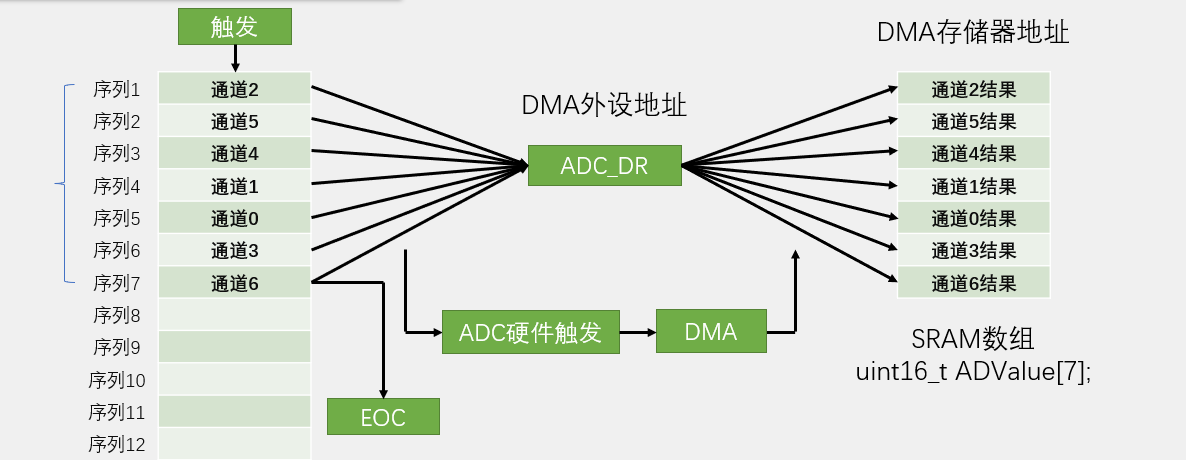 触发
DMA存储器地址
序列1 通道2 通道2结果
DMA外设地址
序列2 通道5 通道5结果
序列3 通道4 ADC_DR 通道4结果
序列4 通道1 通道1结果
序列5 通道0 通道0结果
序列6 通道3 通道3结果
序列7 通道6 通道6结果
序列8
ADC硬件触发 DMA
SRAM数组
序列9
uint16_t ADValue[7];
序列10
序列11
EOC
序列12